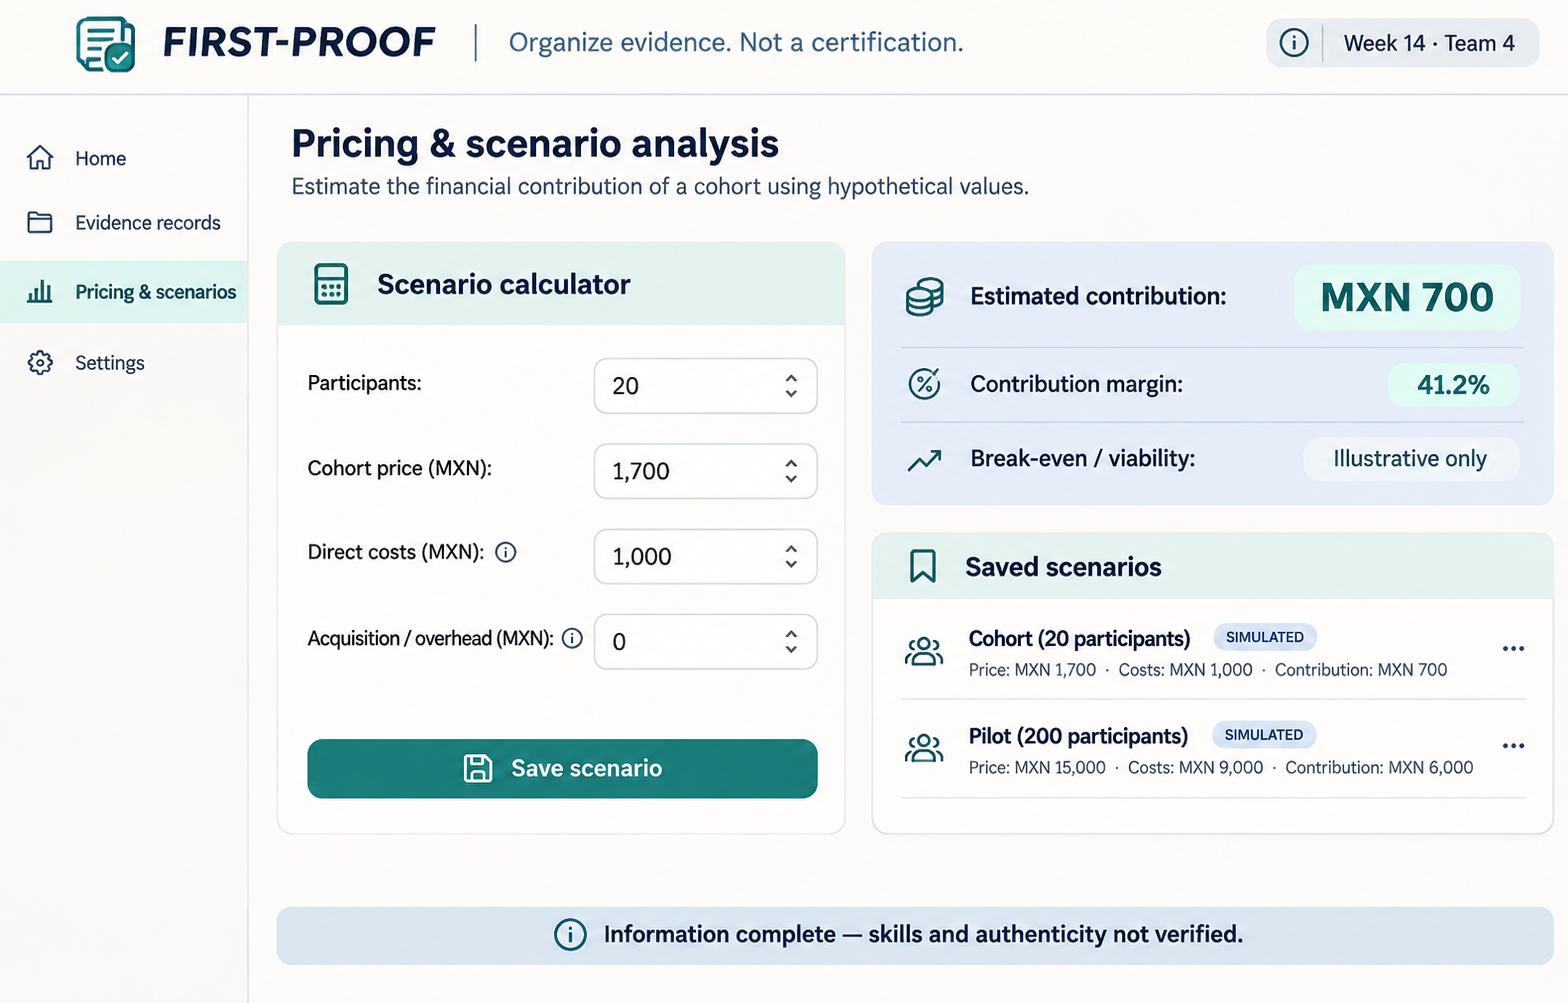 FIRST-PROOF
Organize evidence. Not a certification.
Week 14 · Team 4
Home
Evidence records
Pricing & scenarios
Settings
Pricing & scenario analysis
Estimate the financial contribution of a cohort using hypothetical values.
Scenario calculator
Participants: 20
Cohort price (MXN): 1,700
Direct costs (MXN): 1,000
Acquisition / overhead (MXN): 0
Save scenario
Estimated contribution: MXN 700
Contribution margin: 41.2%
Break-even / viability: Illustrative only
Saved scenarios
Cohort (20 participants) SIMULATED
Price: MXN 1,700 · Costs: MXN 1,000 · Contribution: MXN 700
Pilot (200 participants) SIMULATED
Price: MXN 15,000 · Costs: MXN 9,000 · Contribution: MXN 6,000
Information complete — skills and authenticity not verified.